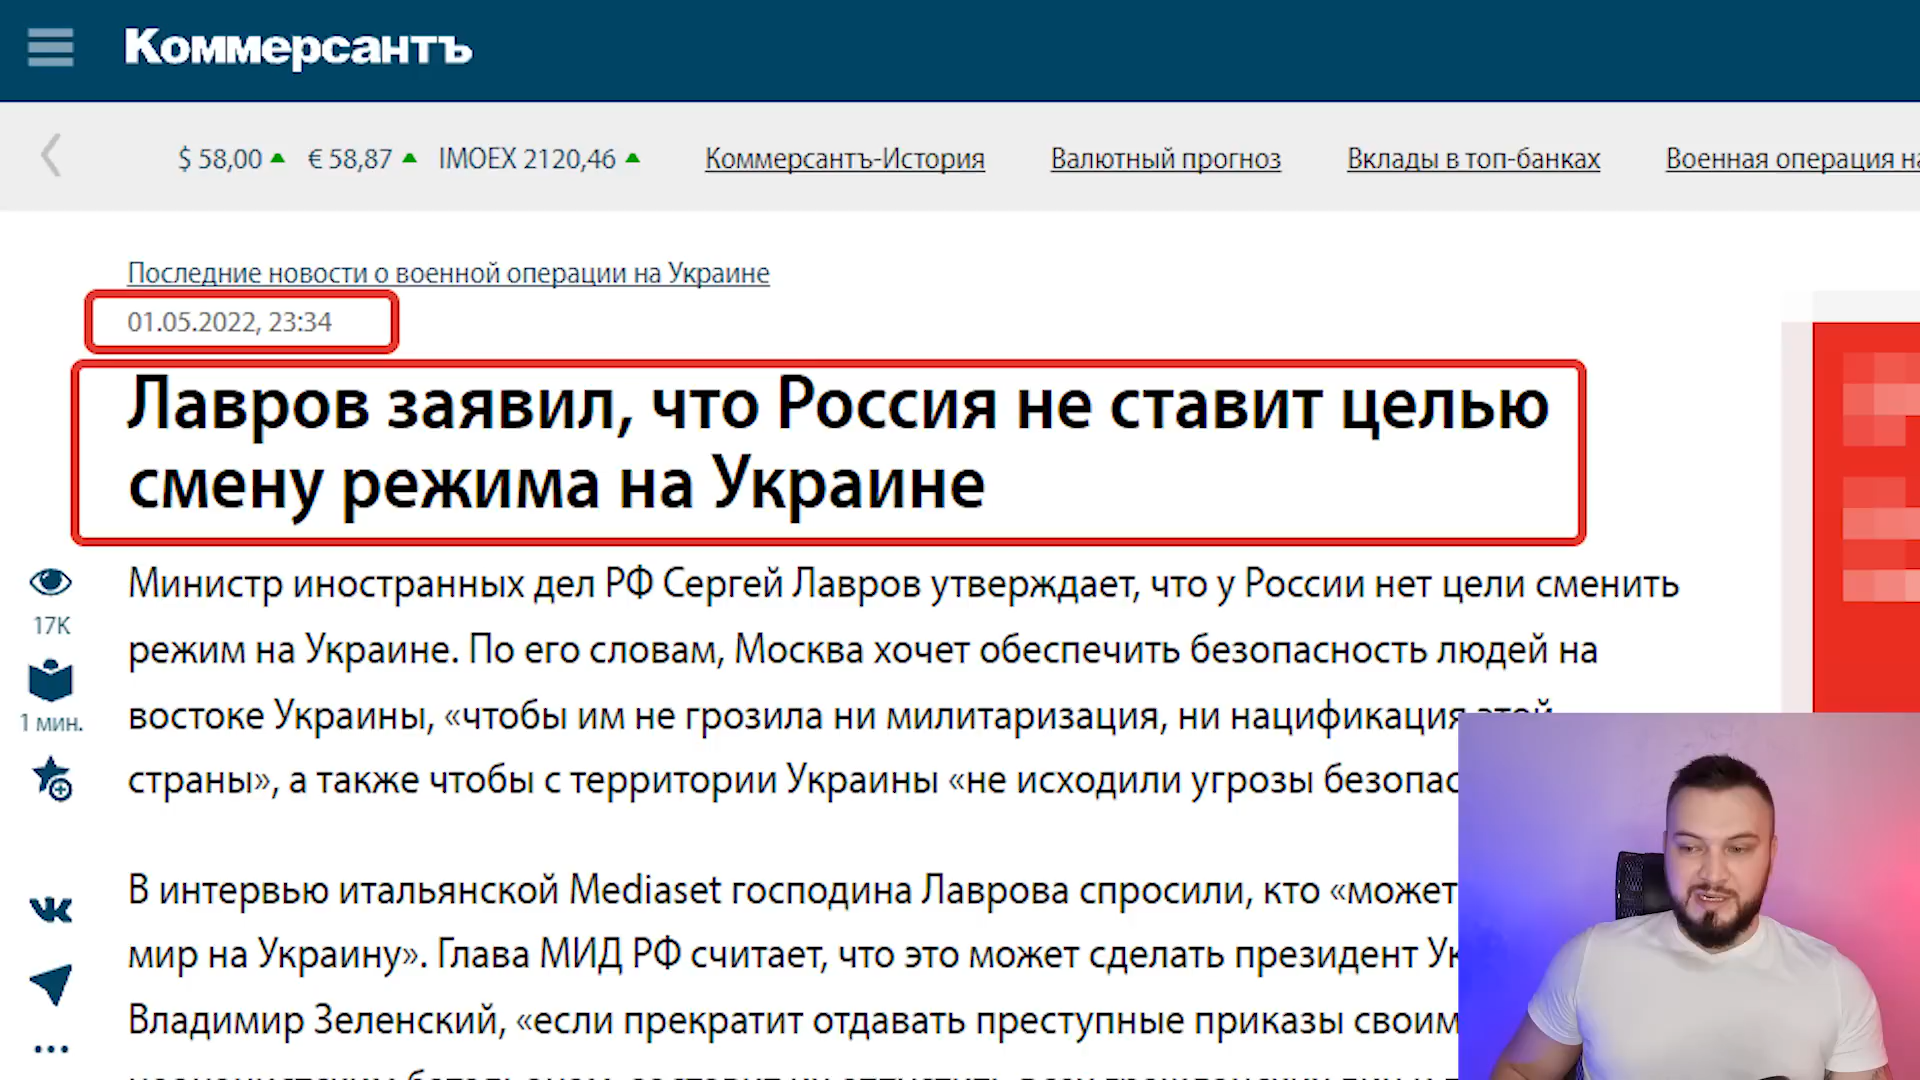 Коммерсантъ
$ 58,00 € 58,87 IMOEX 2120,46 Коммерсантъ-История Валютный прогноз Вклады в топ-банках Военная операция
Последние новости о военной операции на Украине
01.05.2022, 23:34
Лавров заявил, что Россия не ставит целью
смену режима на Украине
Министр иностранных дел РФ Сергей Лавров утверждает, что у России нет цели сменить
17K
режим на Украине. По его словам, Москва хочет обеспечить безопасность людей на
1 мин.
востоке Украины, «чтобы им не грозила ни милитаризация, ни нацификация этой
страны», а также чтобы с территории Украины «не исходили угрозы
В интервью итальянской Mediaset господина Лаврова спросили, кто «может
мир на Украину». Глава МИД РФ считает, что это может сделать президент
Владимир Зеленский, «если прекратит отдавать преступные приказы